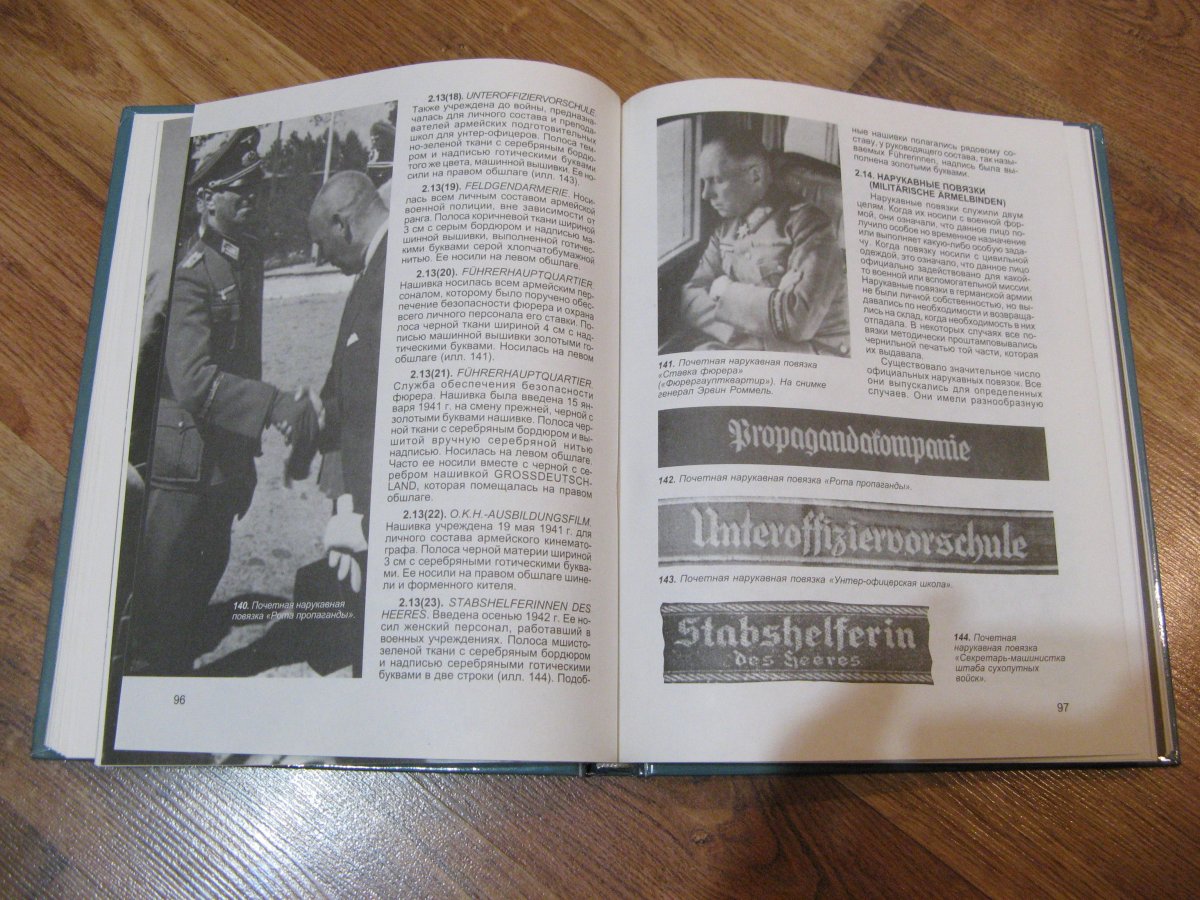 2.13(18). UNTEROFFIZIERVORSCHULE.
Также учреждена до войны, предназна-
чалась для личного состава и препода-
вателей армейских подготовительных
школ для унтер-офицеров. Полоса тем-
но-зеленой ткани с серебряным бордю-
ром и надписью готическими буквами
того же цвета, машинной вышивки. Ее но-
сили на правом обшлаге (илл. 143).
2.13(19). FELDGENDARMERIE. Носи-
лась всем личным составом армейской
военной полиции, вне зависимости от
ранга. Полоса коричневой ткани шириной
3 см с серым бордюром и надписью ма-
шинной вышивки, выполненной готичес-
кими буквами серой хлопчатобумажной
нитью. Ее носили на левом обшлаге.
2.13(20). FÜHRERHAUPTQUARTIER.
Нашивка носилась всем армейским пер-
соналом, которому было поручено обес-
печение безопасности фюрера и охрана
всего личного персонала его ставки. По-
лоса черной ткани шириной 4 см с над-
писью машинной вышивки золотыми го-
тическими буквами. Носилась на левом
обшлаге (илл. 141).
2.13(21). FÜHRERHAUPTQUARTIER.
Служба обеспечения безопасности
фюрера. Нашивка была введена 15 ян-
варя 1941 г. на смену прежней, черной с
золотыми буквами нашивке. Полоса чер-
ной ткани с серебряным бордюром и вы-
шитой вручную серебряной нитью
надписью. Носилась на левом обшлаге.
Часто ее носили вместе с черной с се-
ребром нашивкой GROSSDEUTSCH-
LAND, которая помещалась на правом
обшлаге.
2.13(22). O.K.H.-AUSBILDUNGSFILM.
Нашивка учреждена 19 мая 1941 г. для
личного состава армейского кинемато-
графа. Полоса черной материи шириной
3 см с серебряными готическими буква-
ми. Ее носили на правом обшлаге шине-
ли и форменного кителя.
2.13(23). STABSHELFERINNEN DES
HEERES. Введена осенью 1942 г. Ее но-
сил женский персонал, работавший в
военных учреждениях. Полоса мшисто-
зеленой ткани с серебряным бордюром
и надписью серебряными готическими
буквами в две строки (илл. 144). Подоб-
140. Почетная нарукавная
повязка «Рота пропаганды».
96
ные нашивки полагались рядовому со-
ставу, у руководящего состава, так назы-
ваемых Führerinnen, надпись была вы-
полнена золотыми буквами.
2.14. НАРУКАВНЫЕ ПОВЯЗКИ
(MILITÄRISCHE ÄRMELBINDEN)
Нарукавные повязки служили двум
целям. Когда их носили с военной фор-
мой, они означали, что данное лицо по-
лучило особое но временное назначение
или выполняет какую-либо особую зада-
чу. Когда повязку носили с цивильной
одеждой, это означало, что данное лицо
официально задействовано для какой-
то военной или вспомогательной миссии.
Нарукавные повязки в германской армии
не были личной собственностью, но вы-
давались по необходимости и возвраща-
лись на склад, когда необходимость в них
отпадала. В некоторых случаях все по-
вязки методически проштамповывались
чернильной печатью той части, которая
их выдавала.
Существовало значительное число
официальных нарукавных повязок. Все
они выпускались для определенных
случаев. Они имели разнообразную
141. Почетная нарукавная повязка
«Ставка фюрера»
(«Фюрергауптквартир»). На снимке
генерал Эрвин Роммель.
Propagandakompanie
142. Почетная нарукавная повязка «Рота пропаганды».
Unteroffiziervorschule
143. Почетная нарукавная повязка «Унтер-офицерская школа».
Stabshelferin
des Heeres
144. Почетная
нарукавная повязка
«Секретарь-машинистка
штаба сухопутных
войск».
97